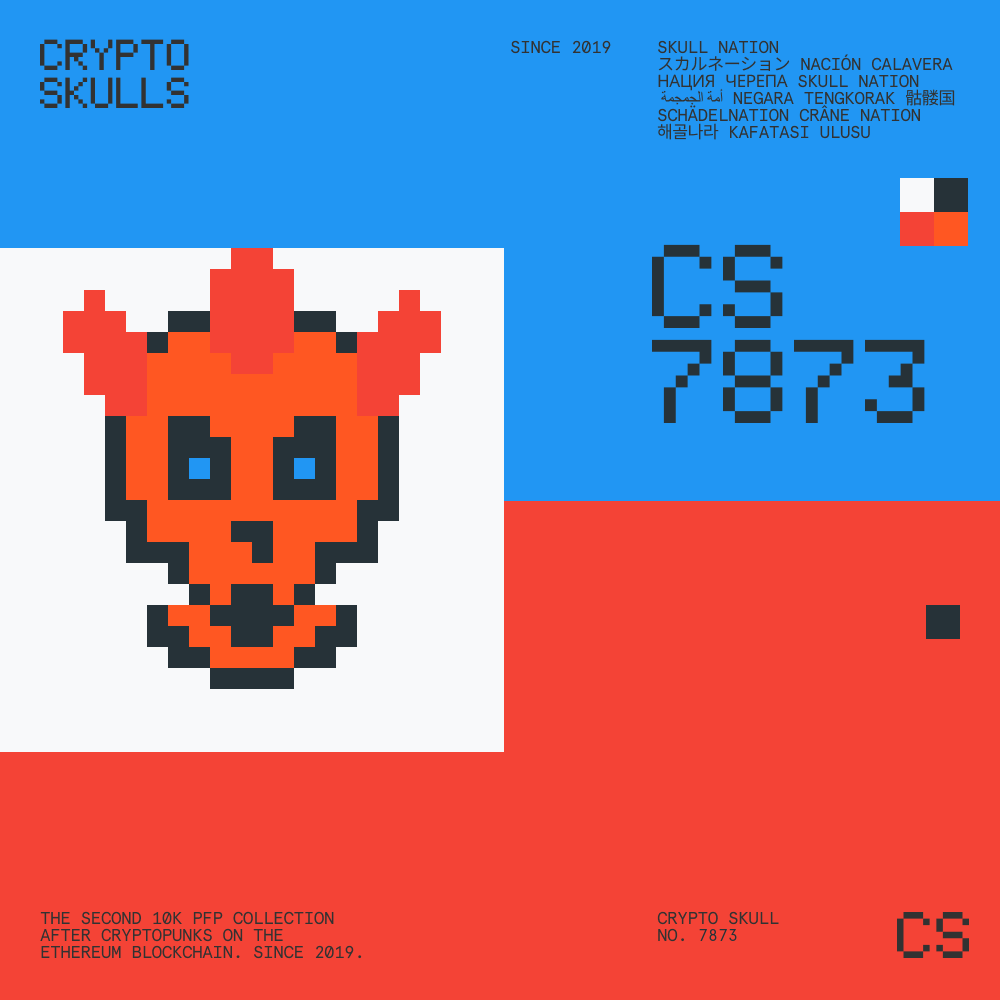 CRYPTO
SKULLS
SINCE 2019
SKULL NATION
スカルネーション NACIÓN CALAVERA
НАЦИЯ ЧЕРЕПА SKULL NATION
أمة الجمجمة NEGARA TENGKORAK 骷髅国
SCHÄDELNATION CRÂNE NATION
해골나라 KAFATASI ULUSU
CS
7873
THE SECOND 10K PFP COLLECTION
AFTER CRYPTOPUNKS ON THE
ETHEREUM BLOCKCHAIN. SINCE 2019.
CRYPTO SKULL
NO. 7873
CS